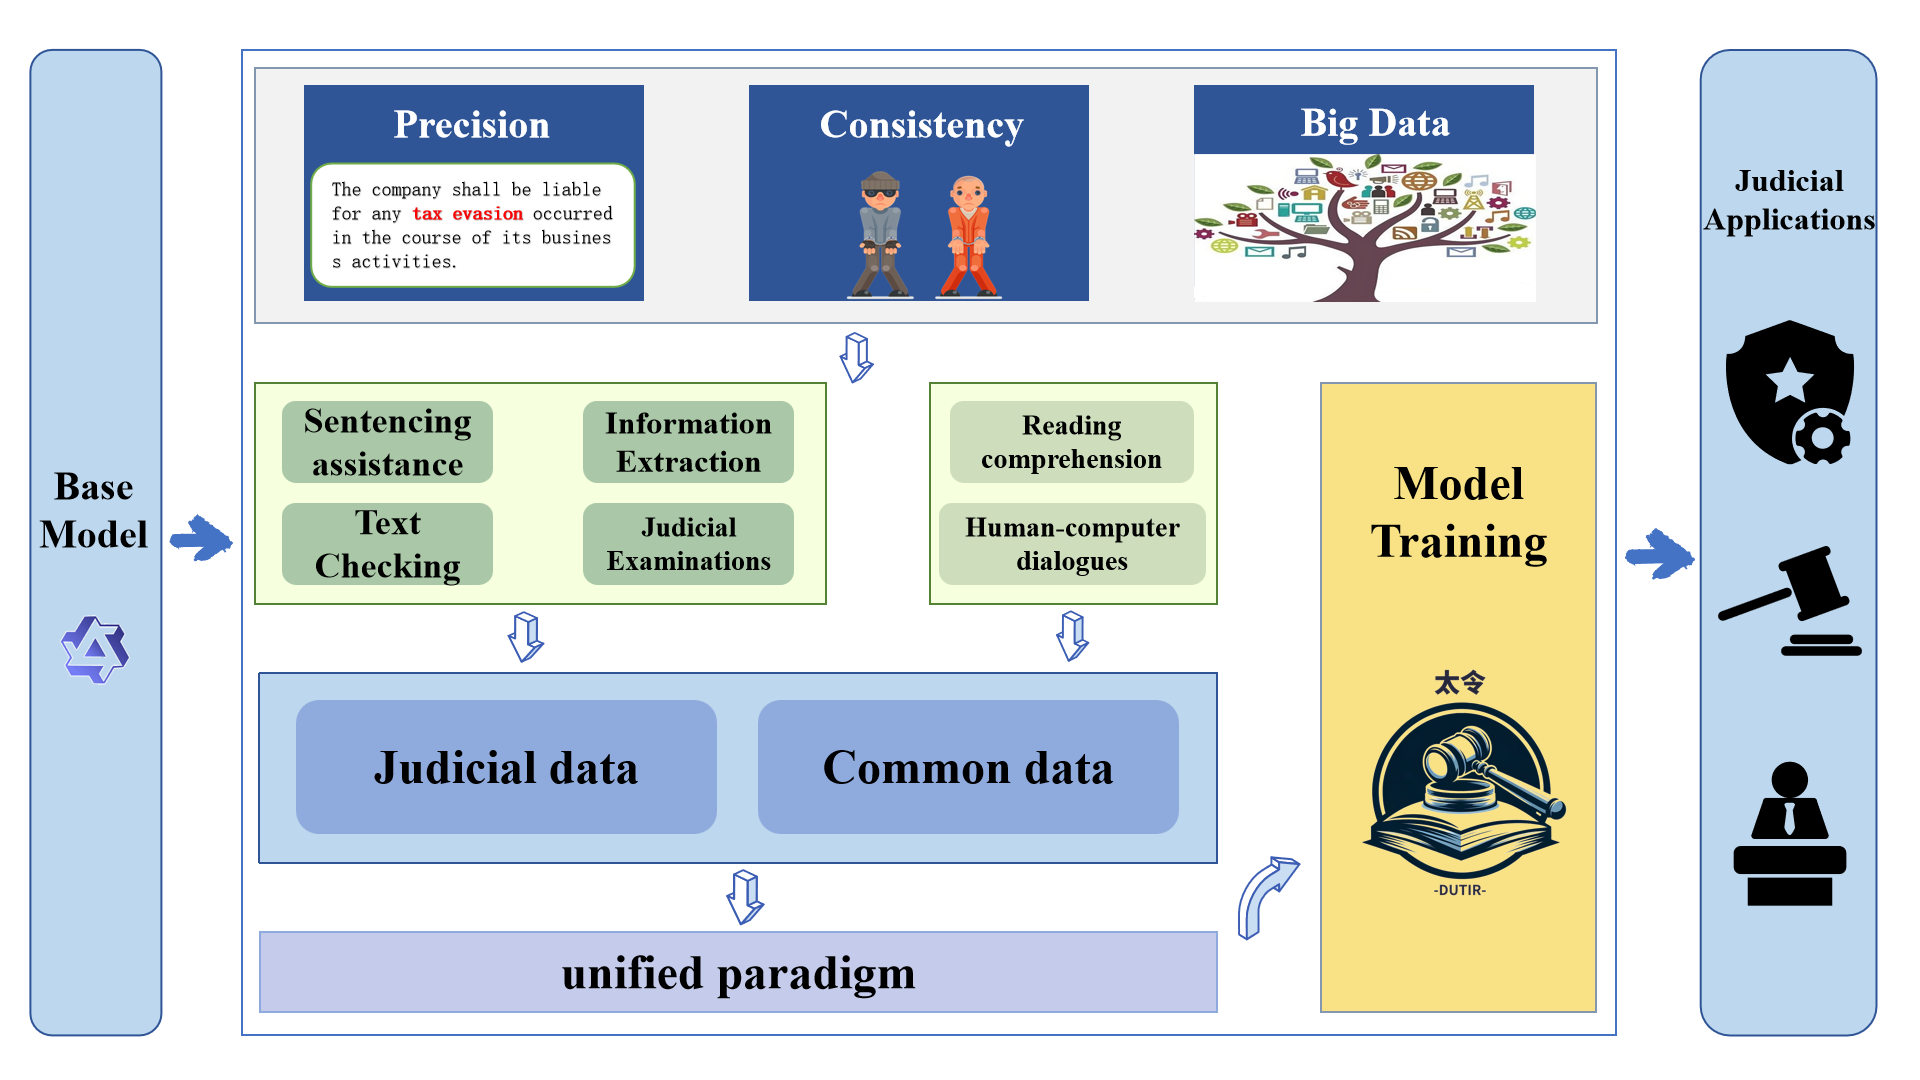 Base
Model
Precision
The company shall be liable
for any tax evasion occurred
in the course of its busines
s activities.
Consistency
Big Data
Sentencing
assistance
Information
Extraction
Text
Checking
Judicial
Examinations
Reading
comprehension
Human-computer
dialogues
Judicial data
Common data
unified paradigm
Model
Training
太令
-DUTIR-
Judicial
Applications